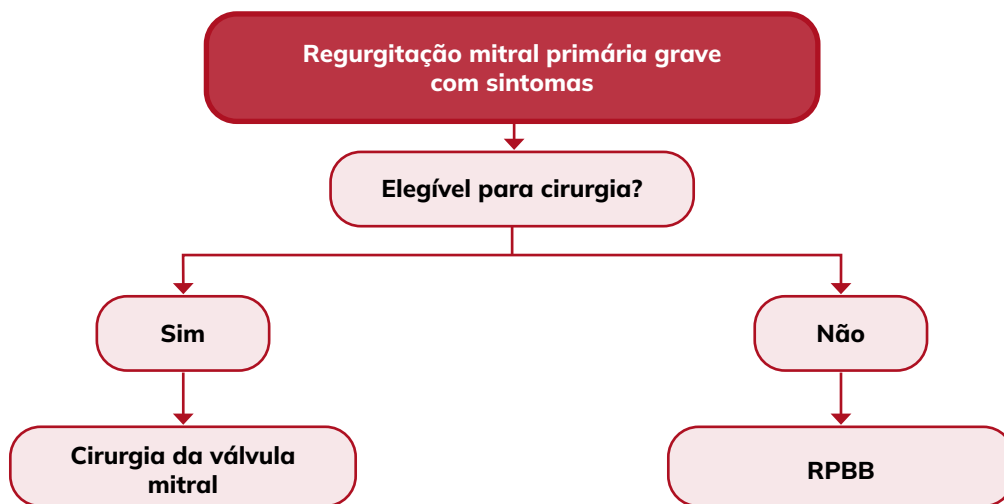 Regurgitação mitral primária grave
com sintomas
Elegível para cirurgia?
Sim
Não
Cirurgia da válvula
mitral
RPBB